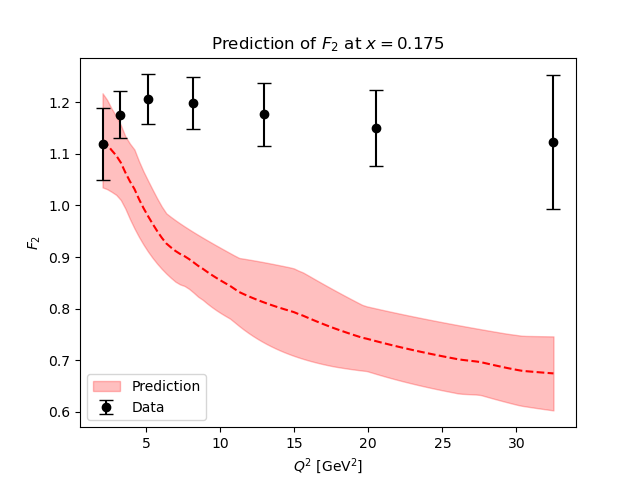 Prediction of F₂ at x = 0.175
F₂
1.2
1.1
1.0
0.9
0.8
0.7
0.6
Prediction
Data
5 10 15 20 25 30
Q² [GeV²]